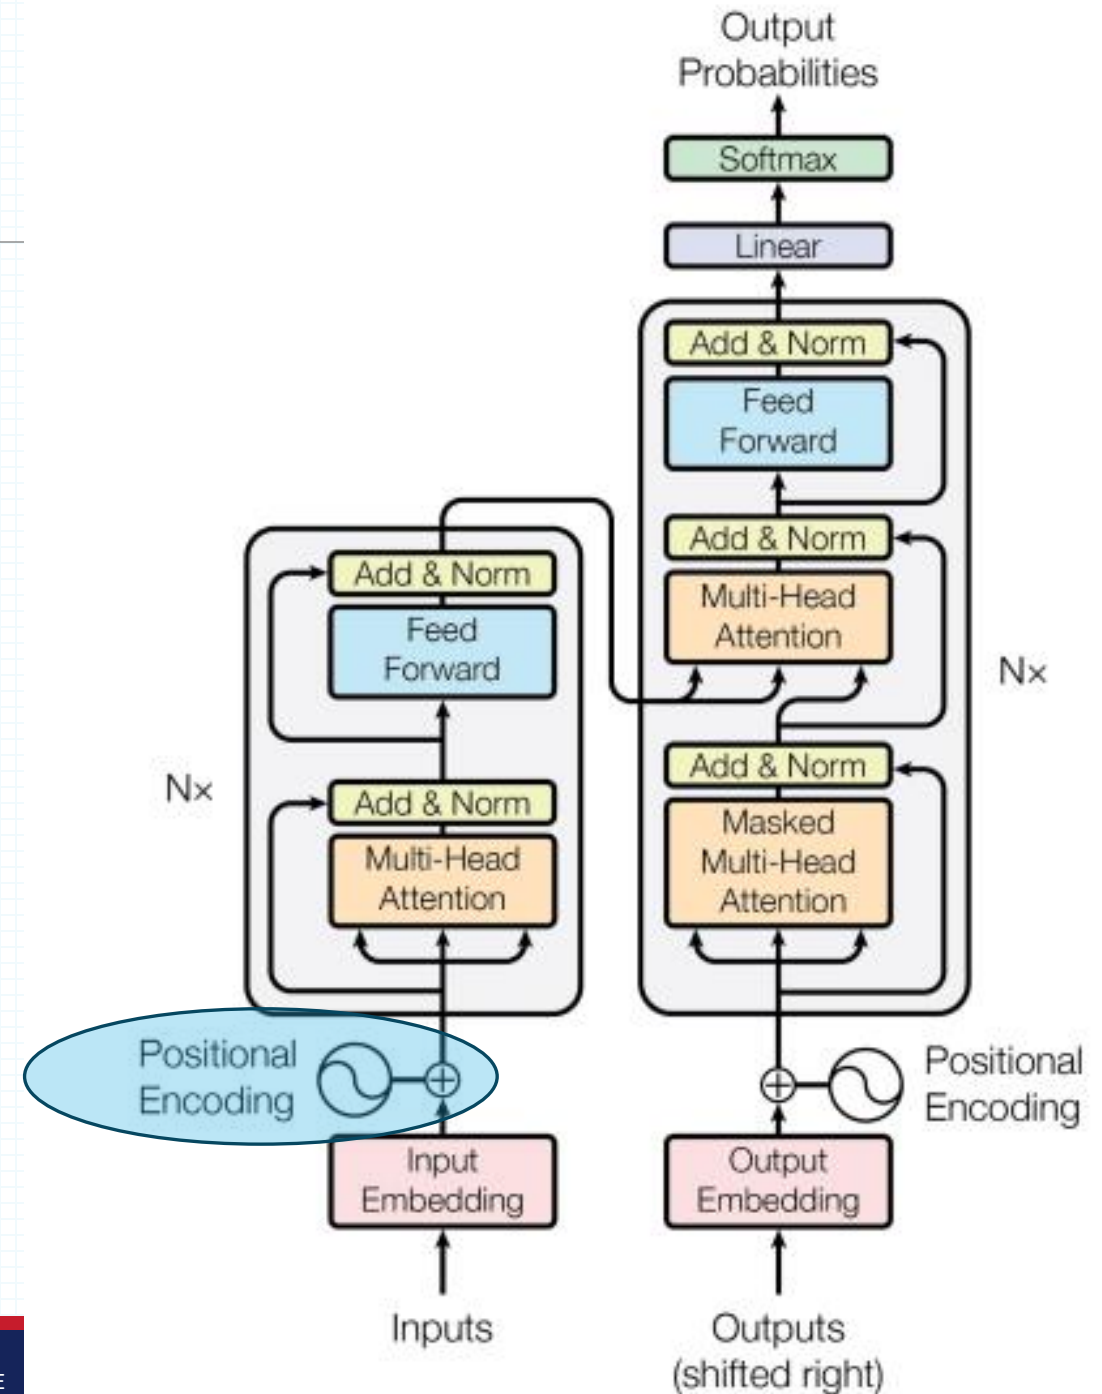 Output
Probabilities
Softmax
Linear
Add & Norm
Feed
Forward
Add & Norm
Multi-Head
Attention
Nx
Add & Norm
Masked
Multi-Head
Attention
Positional
Encoding
Output
Embedding
Outputs
(shifted right)
Add & Norm
Feed
Forward
Nx
Add & Norm
Multi-Head
Attention
Positional
Encoding
Input
Embedding
Inputs